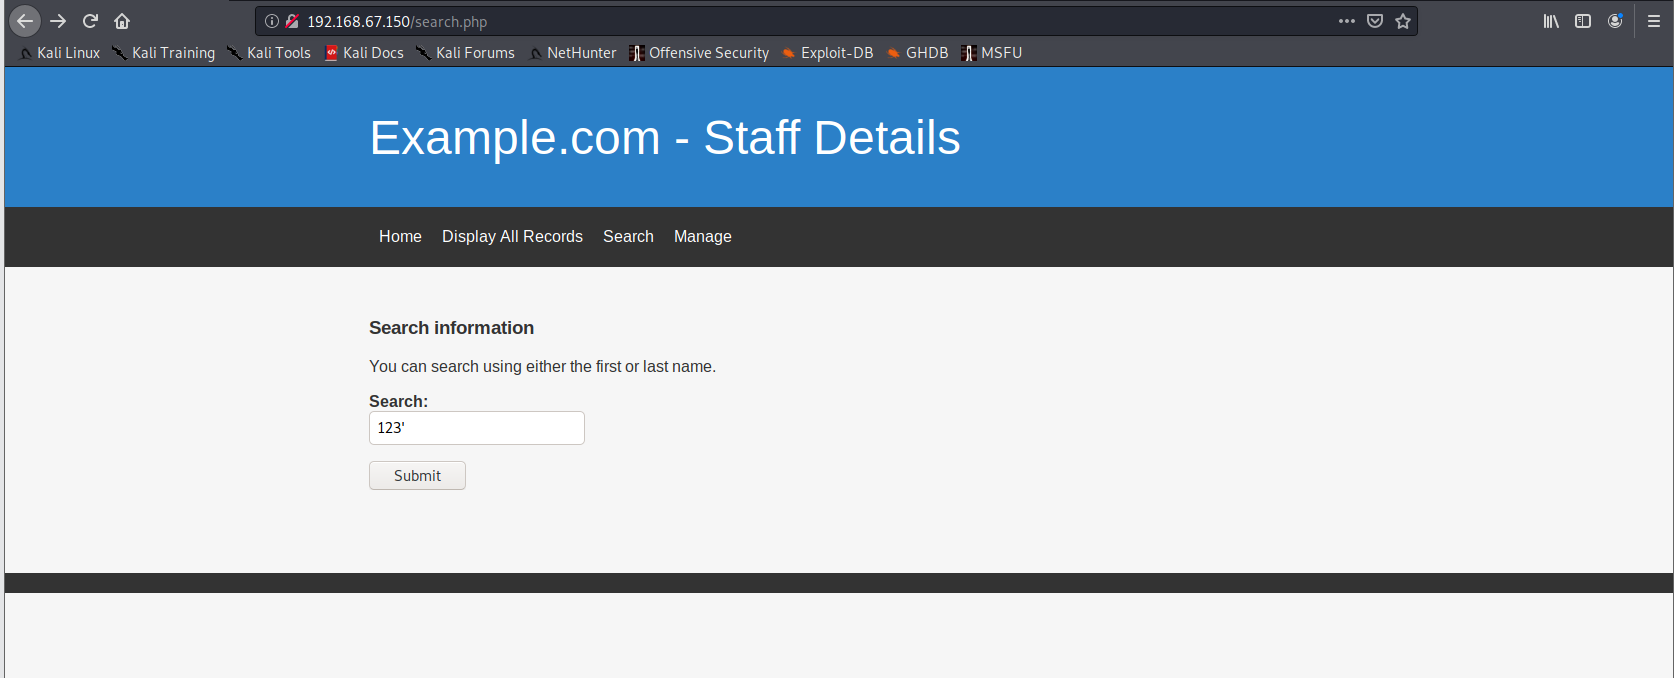 192.168.67.150/search.php
Kali Linux Kali Training Kali Tools Kali Docs Kali Forums NetHunter Offensive Security Exploit-DB GHDB MSFU
Example.com - Staff Details
Home Display All Records Search Manage
Search information
You can search using either the first or last name.
Search:
123'
Submit